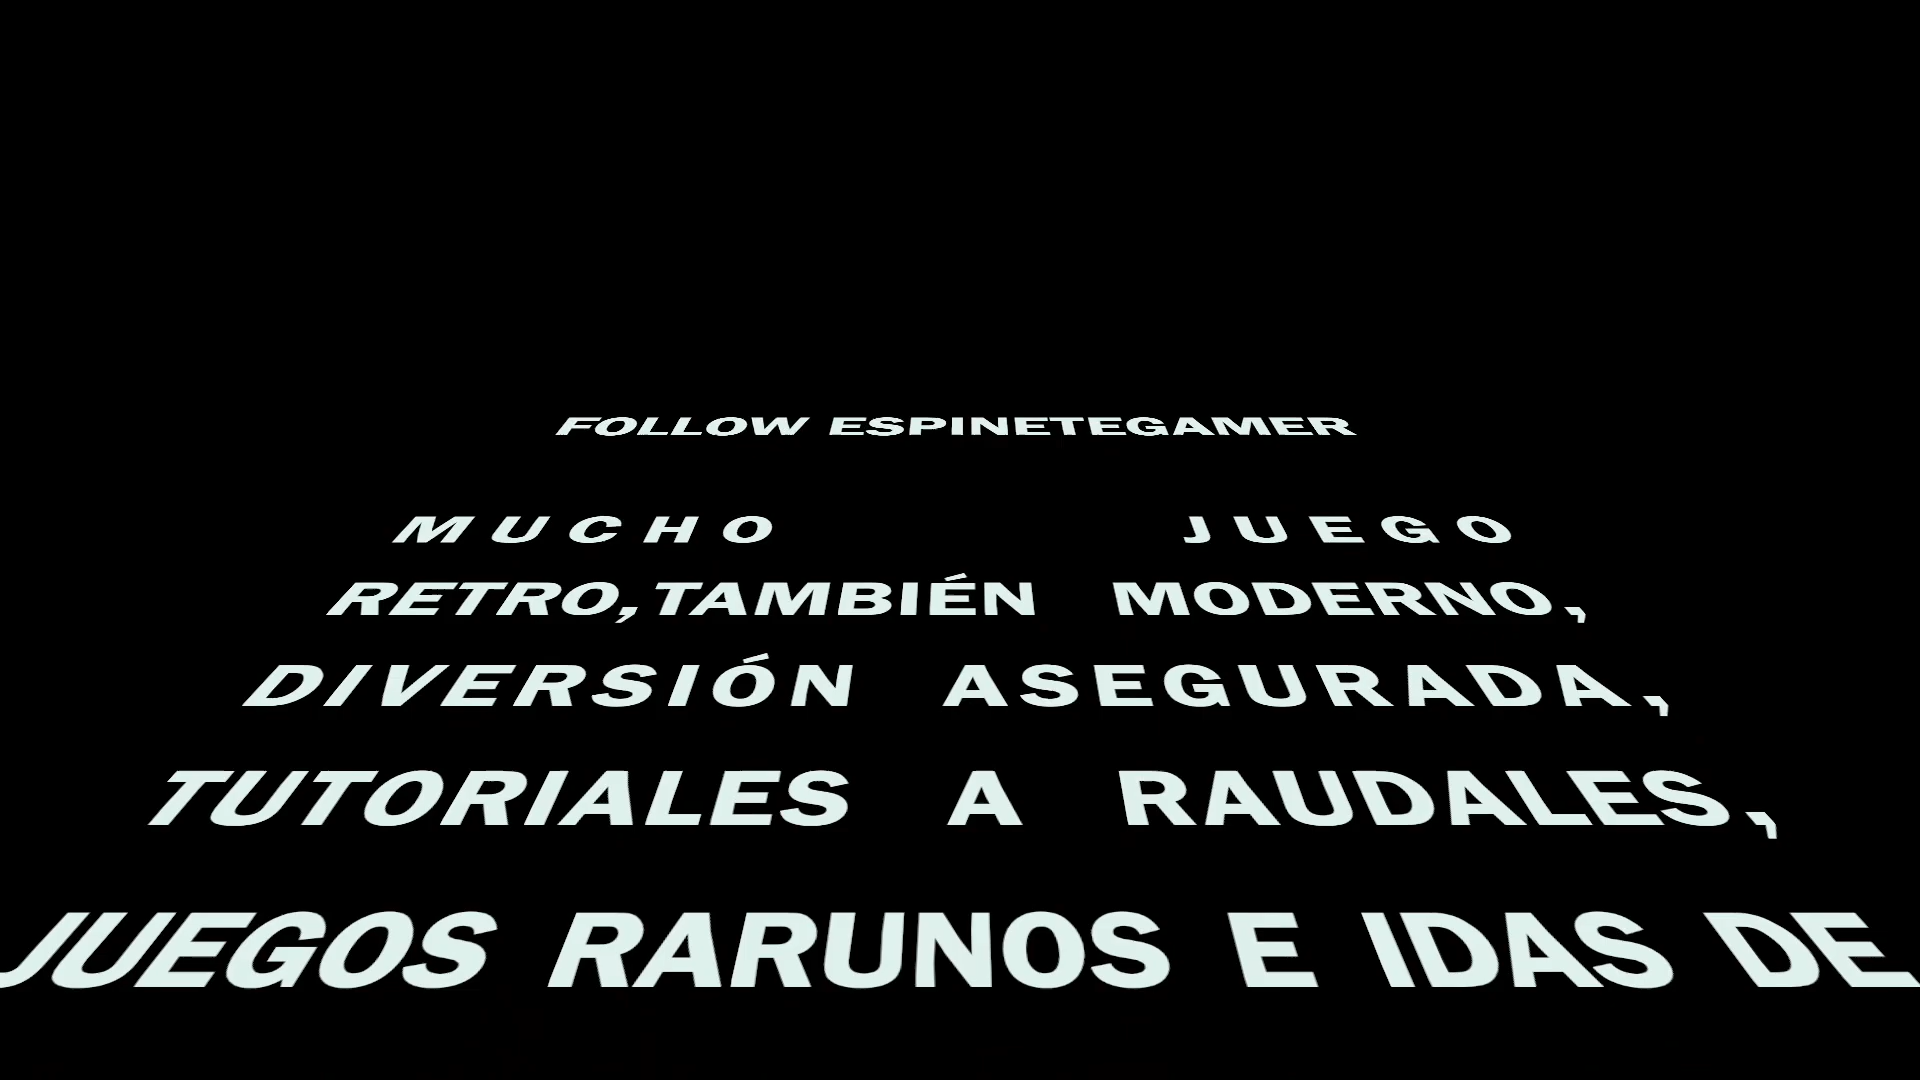 FOLLOW ESPINETEGAMER
MUCHO JUEGO
RETRO,TAMBIÉN MODERNO,
DIVERSIÓN ASEGURADA,
TUTORIALES A RAUDALES,
JUEGOS RARUNOS E IDAS DE